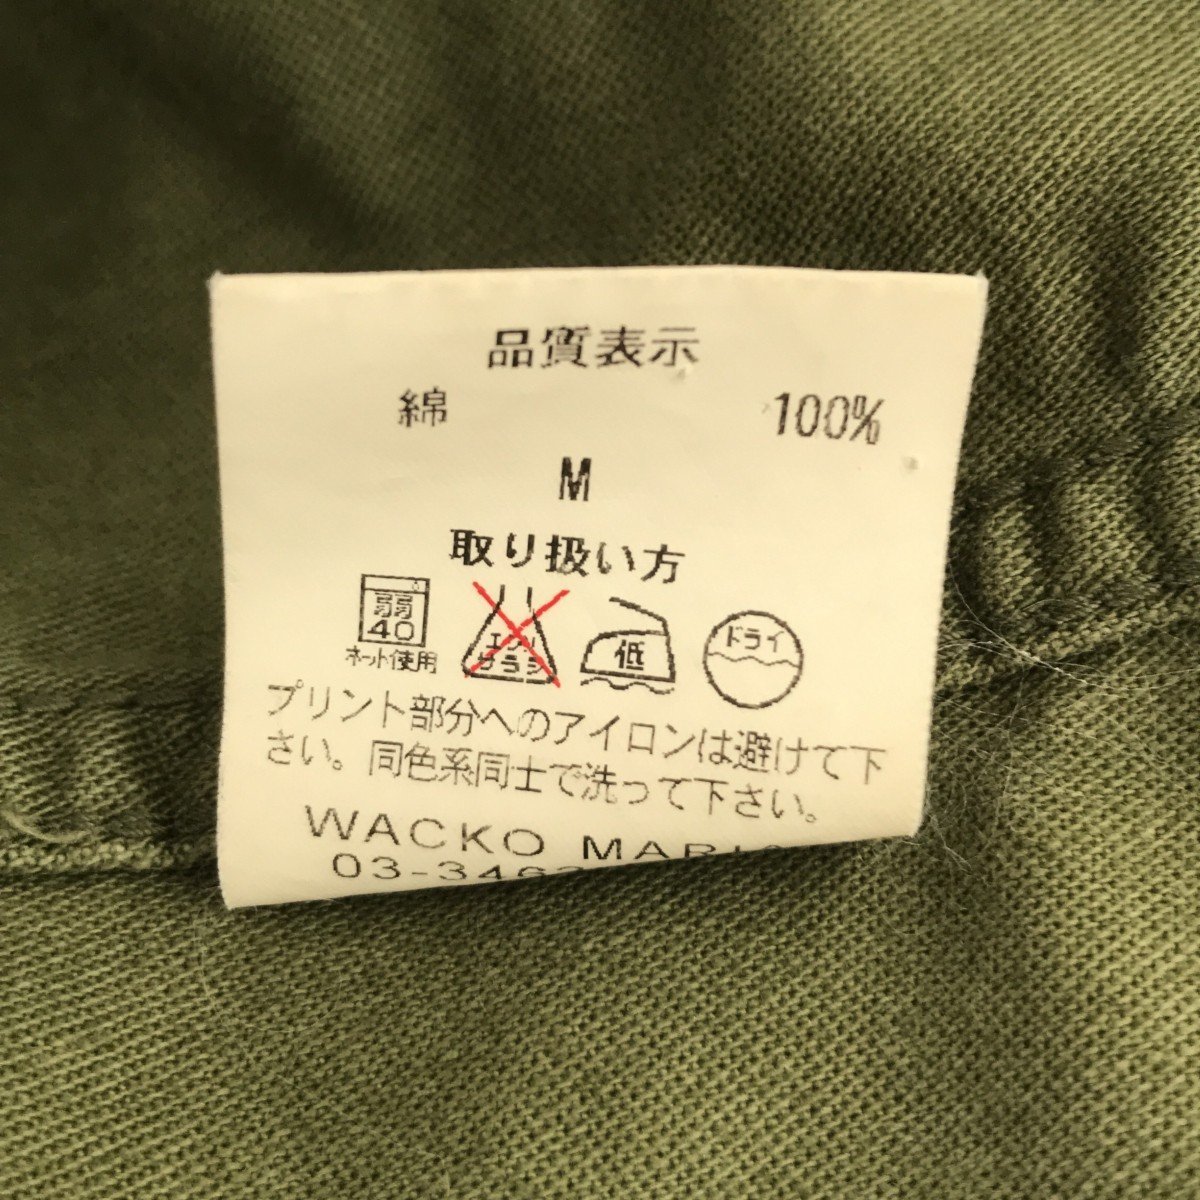 品質表示
綿 100%
M
取り扱い方
弱
40
ネット使用
エンソ
サラシ
低
ドライ
プリント部分へのアイロンは避けて下
さい。同色系同士で洗って下さい。
WACKO
03-346